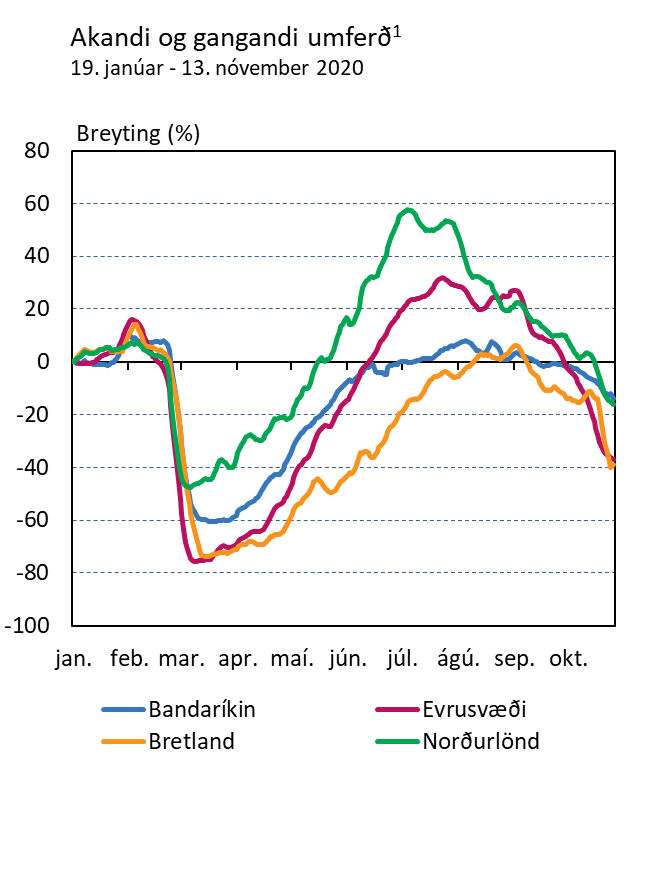 Akandi og gangandi umferð¹
19. janúar - 13. nóvember 2020
Breyting (%)
80
60
40
20
0
-20
-40
-60
-80
-100
jan. feb. mar. apr. maí. jún. júl. ágú. sep. okt.
Bandaríkin Evrusvæði
Bretland Norðurlönd